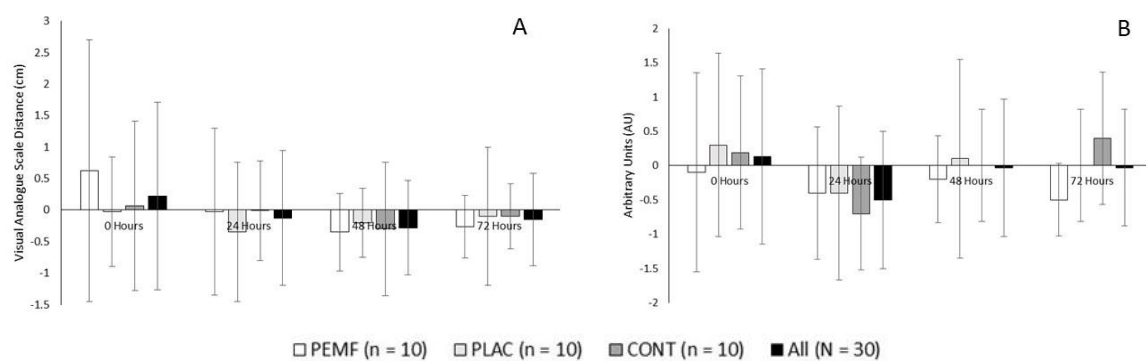 A
Visual Analogue Scale Distance (cm)
3
2.5
2
1.5
1
0.5
0
-0.5
-1
-1.5
0 Hours 24 Hours 48 Hours 72 Hours
B
Arbitrary Units (AU)
2
1.5
1
0.5
0
-0.5
-1
-1.5
-2
0 Hours 24 Hours 48 Hours 72 Hours
PEMF (n = 10) PLAC (n = 10) CONT (n = 10) All (N = 30)